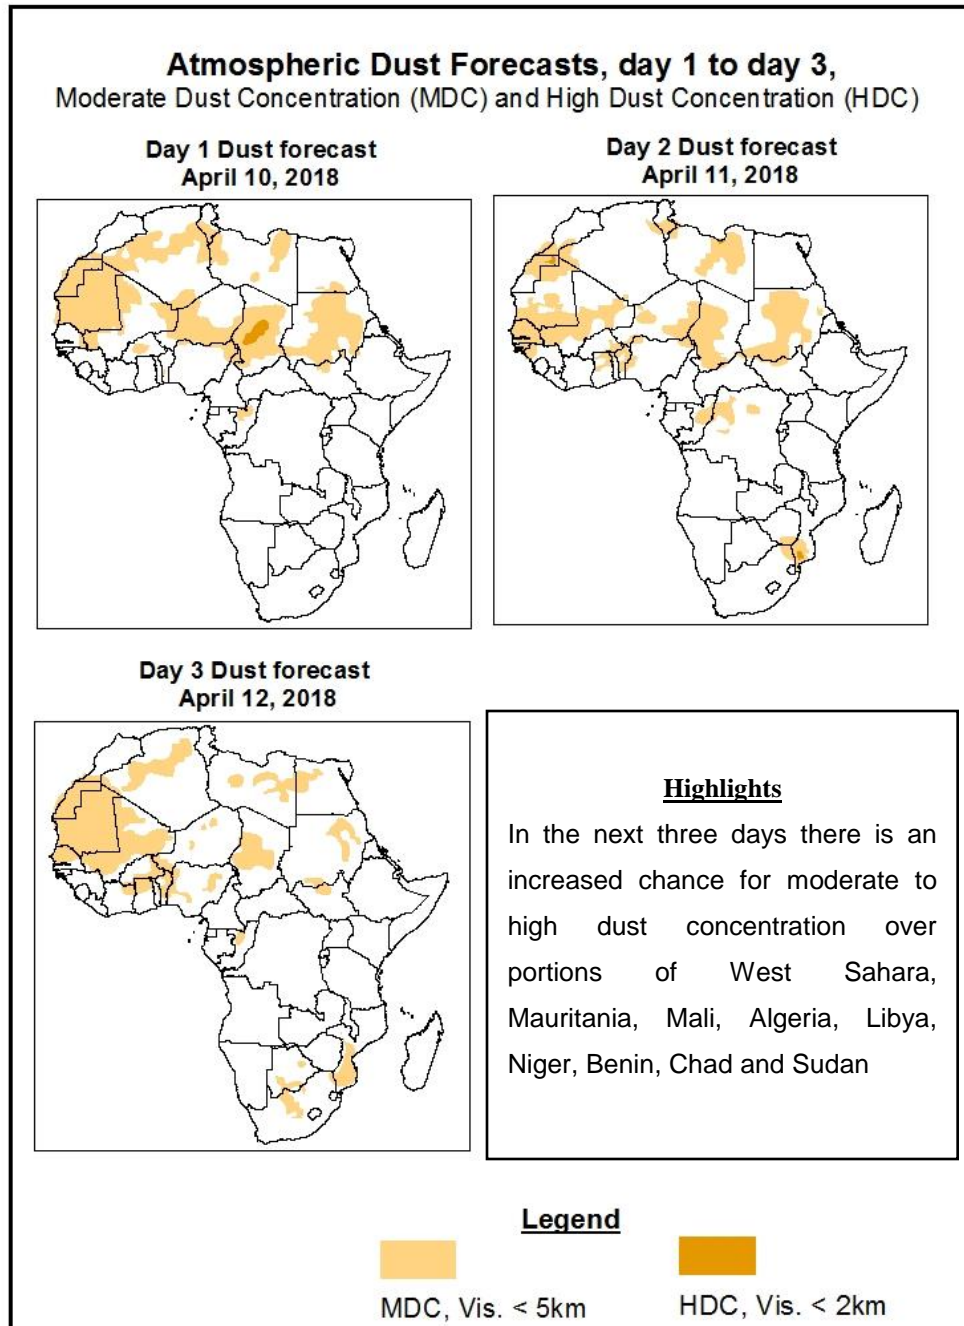 Atmospheric Dust Forecasts, day 1 to day 3,
Moderate Dust Concentration (MDC) and High Dust Concentration (HDC)
Day 1 Dust forecast
April 10, 2018
Day 2 Dust forecast
April 11, 2018
Day 3 Dust forecast
April 12, 2018
Highlights
In the next three days there is an
increased chance for moderate to
high dust concentration over
portions of West Sahara,
Mauritania, Mali, Algeria, Libya,
Niger, Benin, Chad and Sudan
Legend
MDC, Vis. < 5km
HDC, Vis. < 2km